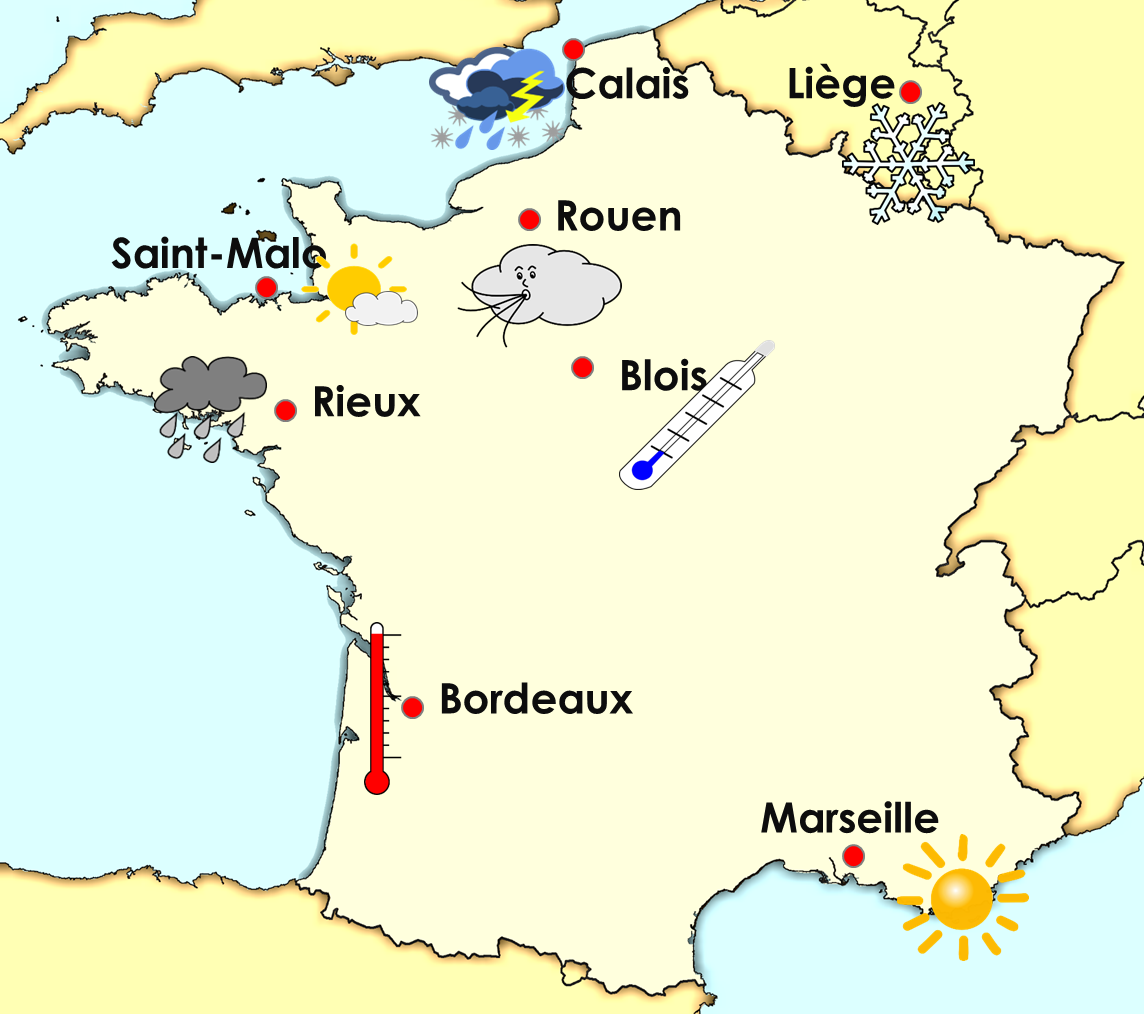 Calais
Liège
Rouen
Saint-Malo
Blois
Rieux
Bordeaux
Marseille